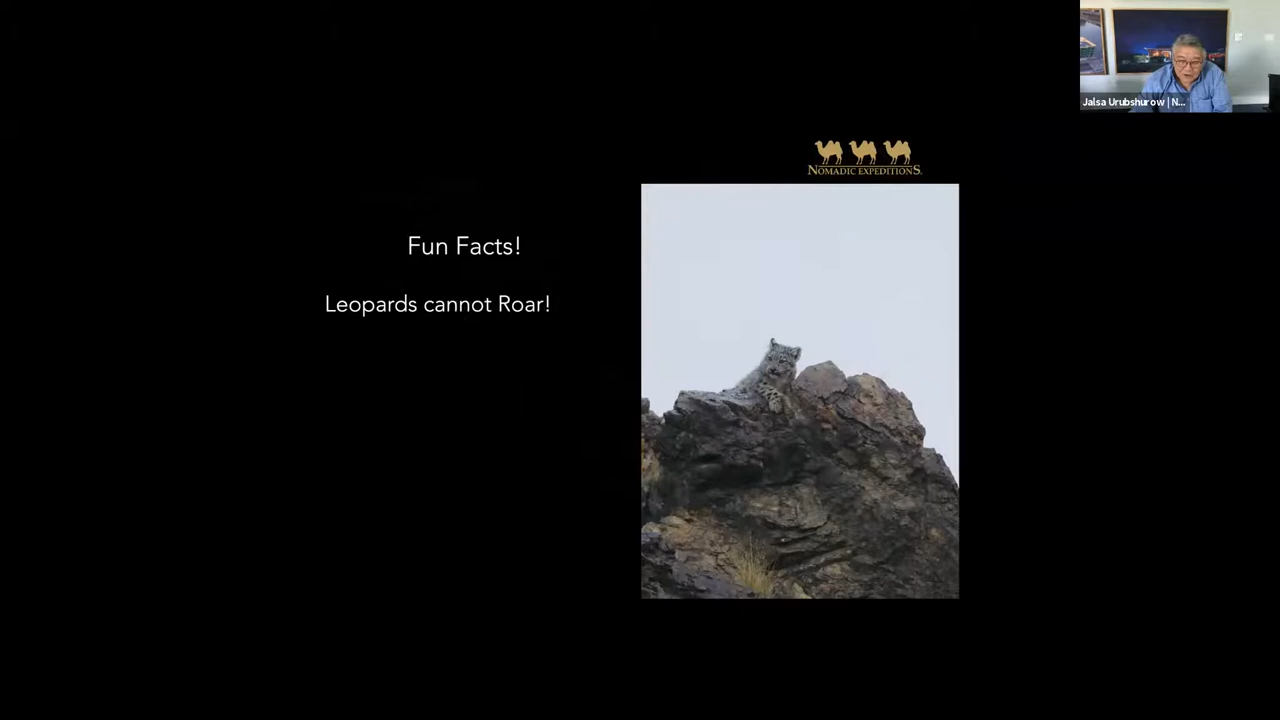 Jalsa Urubshurow | N...
NOMADIC EXPEDITIONS.
Fun Facts!
Leopards cannot Roar!